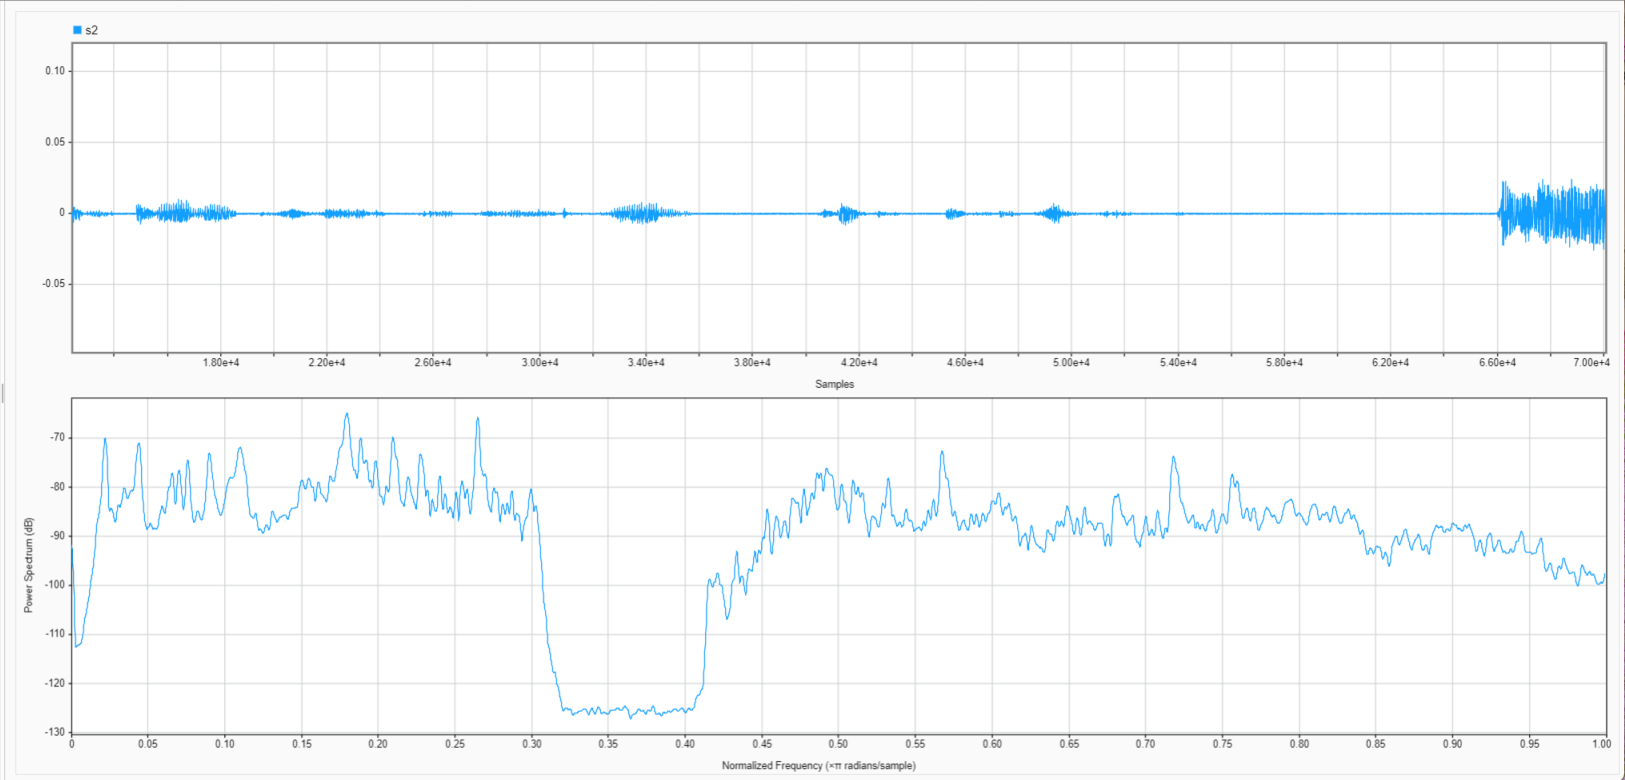 s2
0.10
0.05
0
-0.05
1.80e+4 2.20e+4 2.60e+4 3.00e+4 3.40e+4 3.80e+4 4.20e+4 4.60e+4 5.00e+4 5.40e+4 5.80e+4 6.20e+4 6.60e+4 7.00e+4
Samples
-70
-80
-90
-100
-110
-120
-130
Power Spectrum (dB)
0 0.05 0.10 0.15 0.20 0.25 0.30 0.35 0.40 0.45 0.50 0.55 0.60 0.65 0.70 0.75 0.80 0.85 0.90 0.95 1.00
Normalized Frequency (×π radians/sample)